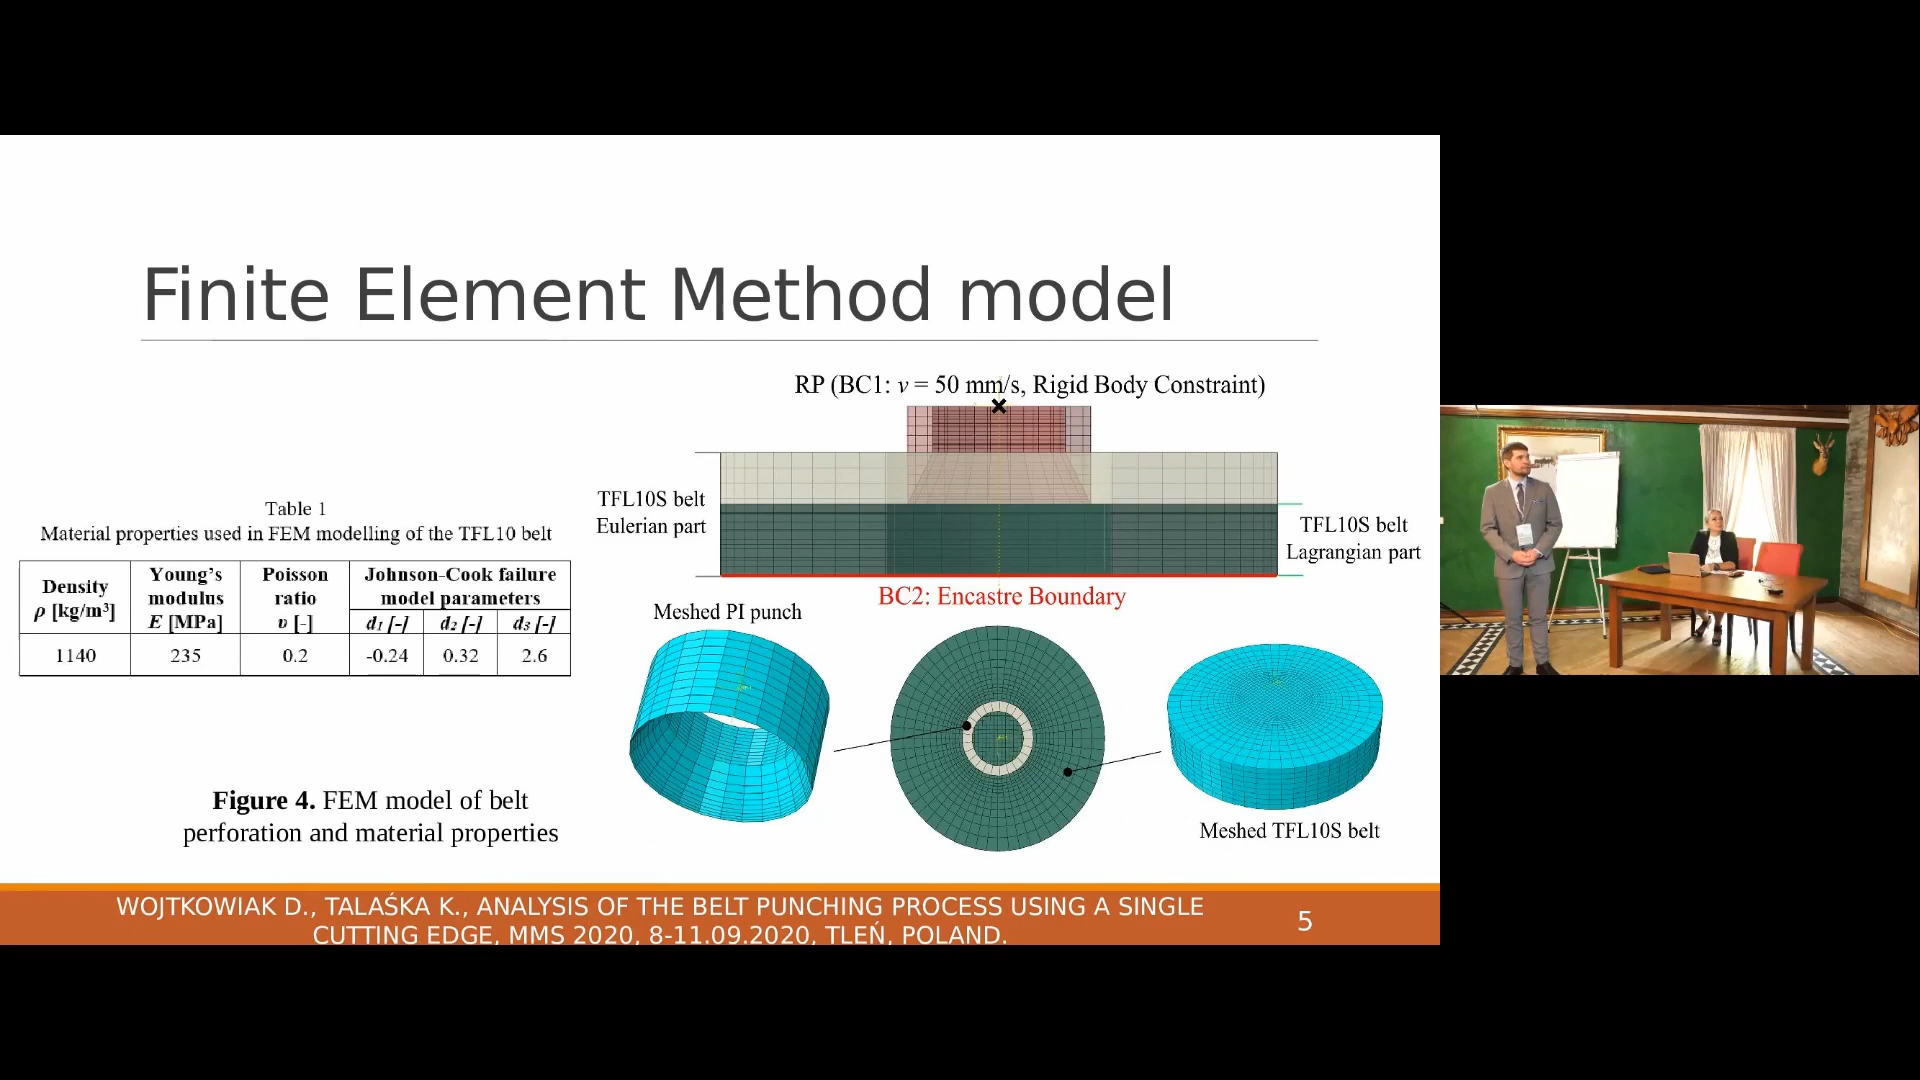 Finite Element Method model
RP (BC1: v = 50 mm/s, Rigid Body Constraint)
TFL10S belt
Eulerian part
TFL10S belt
Lagrangian part
BC2: Encastre Boundary
Meshed PI punch
Meshed TFL10S belt
Table 1
Material properties used in FEM modelling of the TFL10 belt
Density
ρ [kg/m³]
Young's
modulus
E [MPa]
Poisson
ratio
υ [-]
Johnson-Cook failure
model parameters
d₁ [-] d₂ [-] d₃ [-]
1140 235 0.2 -0.24 0.32 2.6
Figure 4. FEM model of belt
perforation and material properties
WOJTKOWIAK D., TALAŚKA K., ANALYSIS OF THE BELT PUNCHING PROCESS USING A SINGLE
CUTTING EDGE, MMS 2020, 8-11.09.2020, TLEŃ, POLAND.
5